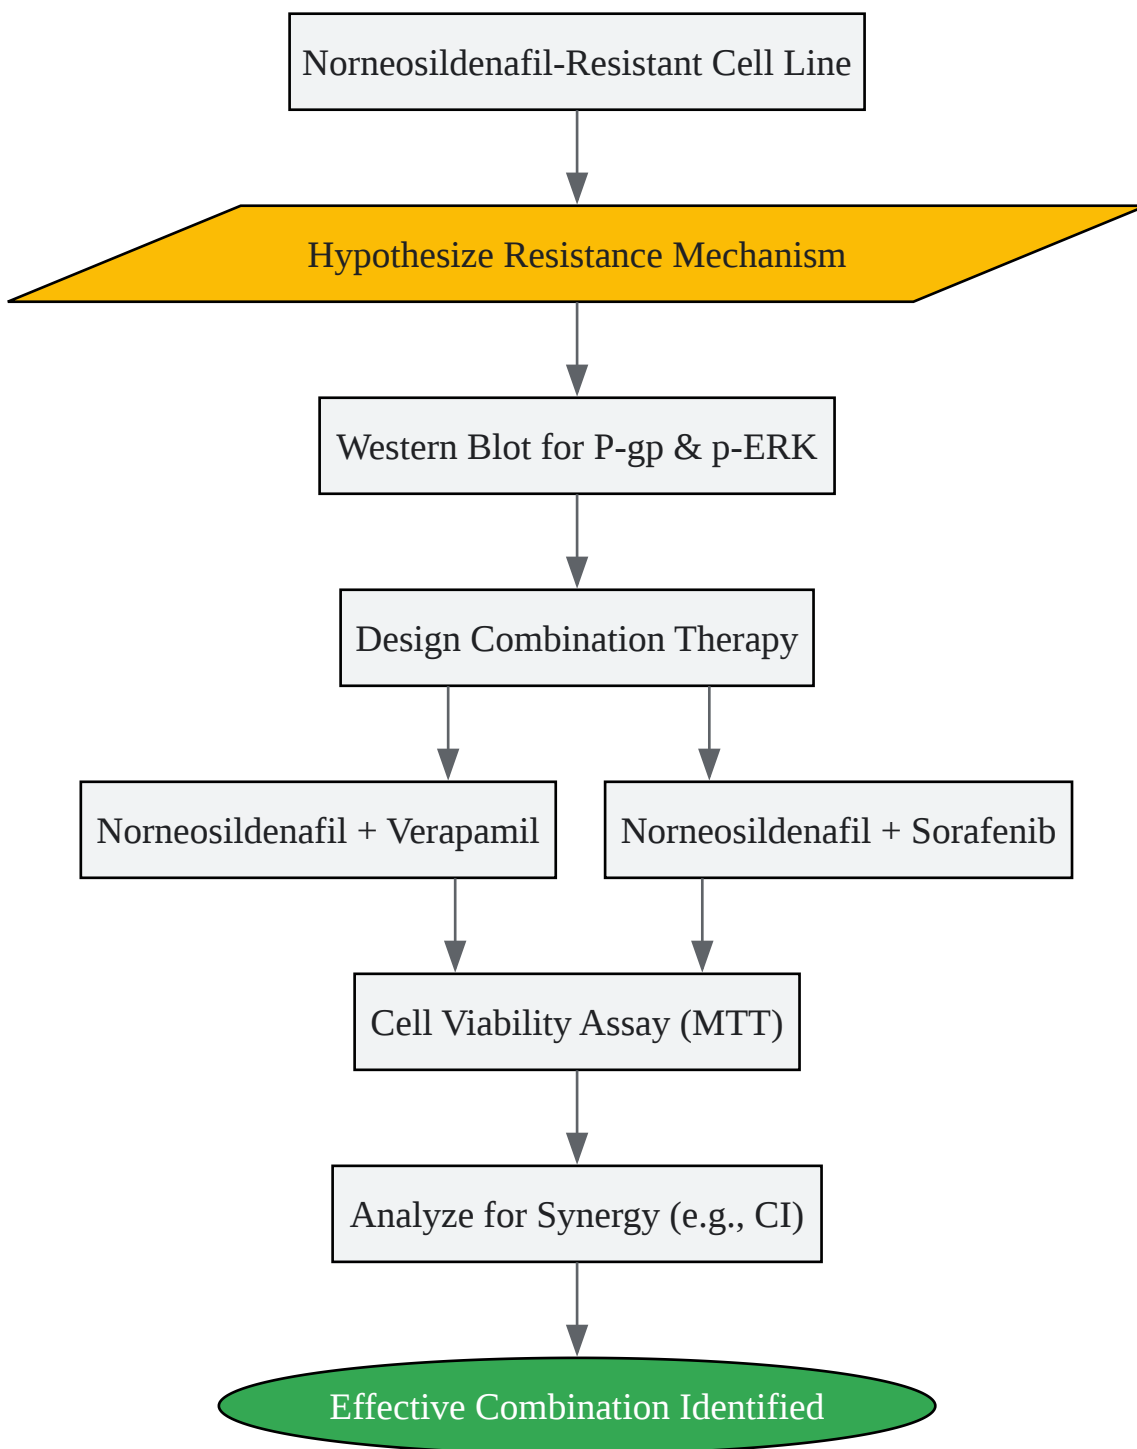 Norneosildenafil-Resistant Cell Line
Hypothesize Resistance Mechanism
Western Blot for P-gp & p-ERK
Design Combination Therapy
Norneosildenafil + Verapamil
Norneosildenafil + Sorafenib
Cell Viability Assay (MTT)
Analyze for Synergy (e.g., CI)
Effective Combination Identified